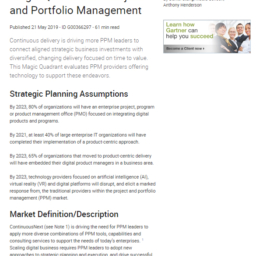 and Portfolio Management
Published 21 May 2019 - ID G00366297 - 61 min read
Continuous delivery is driving more PPM leaders to
connect aligned strategic business investments with
diversified, changing delivery focused on time to value.
This Magic Quadrant evaluates PPM providers offering
technology to support these endeavors.
Strategic Planning Assumptions
By 2023, 80% of organizations will have an enterprise program, project
or product management office (PMO) focused on integrating digital
products and programs.
By 2021, at least 40% of large enterprise IT organizations will have
completed their implementation of a product-centric approach.
By 2022, 65% of organizations that moved to product-centric delivery
will have embedded their digital product managers in a business area.
By 2023, technology providers focused on artificial intelligence (AI),
virtual reality (VR) and digital platforms will disrupt, and elicit a marked
response from, the traditional providers within the project and portfolio
management (PPM) market.
Market Definition/Description
ContinuousNext (see Note 1) is driving the need for PPM leaders to
apply more diverse combinations of PPM tools, capabilities and
consulting services to support the needs of today's enterprises. 1
Scaling digital business requires PPM leaders to adopt new
approaches to strategic planning and execution, and drive successful
Anthony Henderson
Learn how
Gartner can
help you succeed
Become a Client now